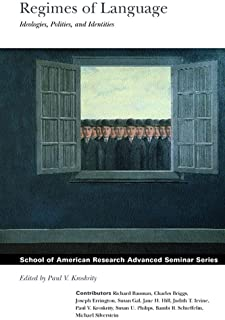 Regimes of Language
Ideologies, Polities, and Identities
School of American Research Advanced Seminar Series
Edited by Paul V. Kroskrity
Contributors Richard Bauman, Charles Briggs,
Joseph Errington, Susan Gal, Jane H. Hill, Judith T. Irvine,
Paul V. Kroskrity, Susan U. Philips, Bambi B. Schieffelin,
Michael Silverstein